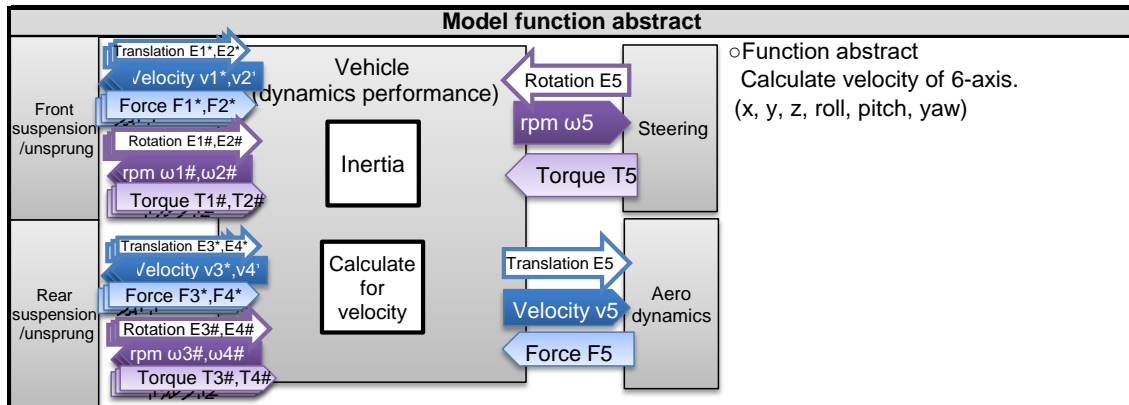 Model function abstract
Front
suspension
/unsprung
Translation E1*,E2*
Velocity v1*,v2*
Force F1*,F2*
Rotation E1#,E2#
rpm ω1#,ω2#
Torque T1#,T2#
Rear
suspension
/unsprung
Translation E3*,E4*
Velocity v3*,v4*
Force F3*,F4*
Rotation E3#,E4#
rpm ω3#,ω4#
Torque T3#,T4#
Vehicle
(dynamics performance)
Inertia
Calculate
for
velocity
Rotation E5
rpm ω5
Torque T5
Steering
Translation E5
Velocity v5
Force F5
Aero
dynamics
○Function abstract
Calculate velocity of 6-axis.
(x, y, z, roll, pitch, yaw)